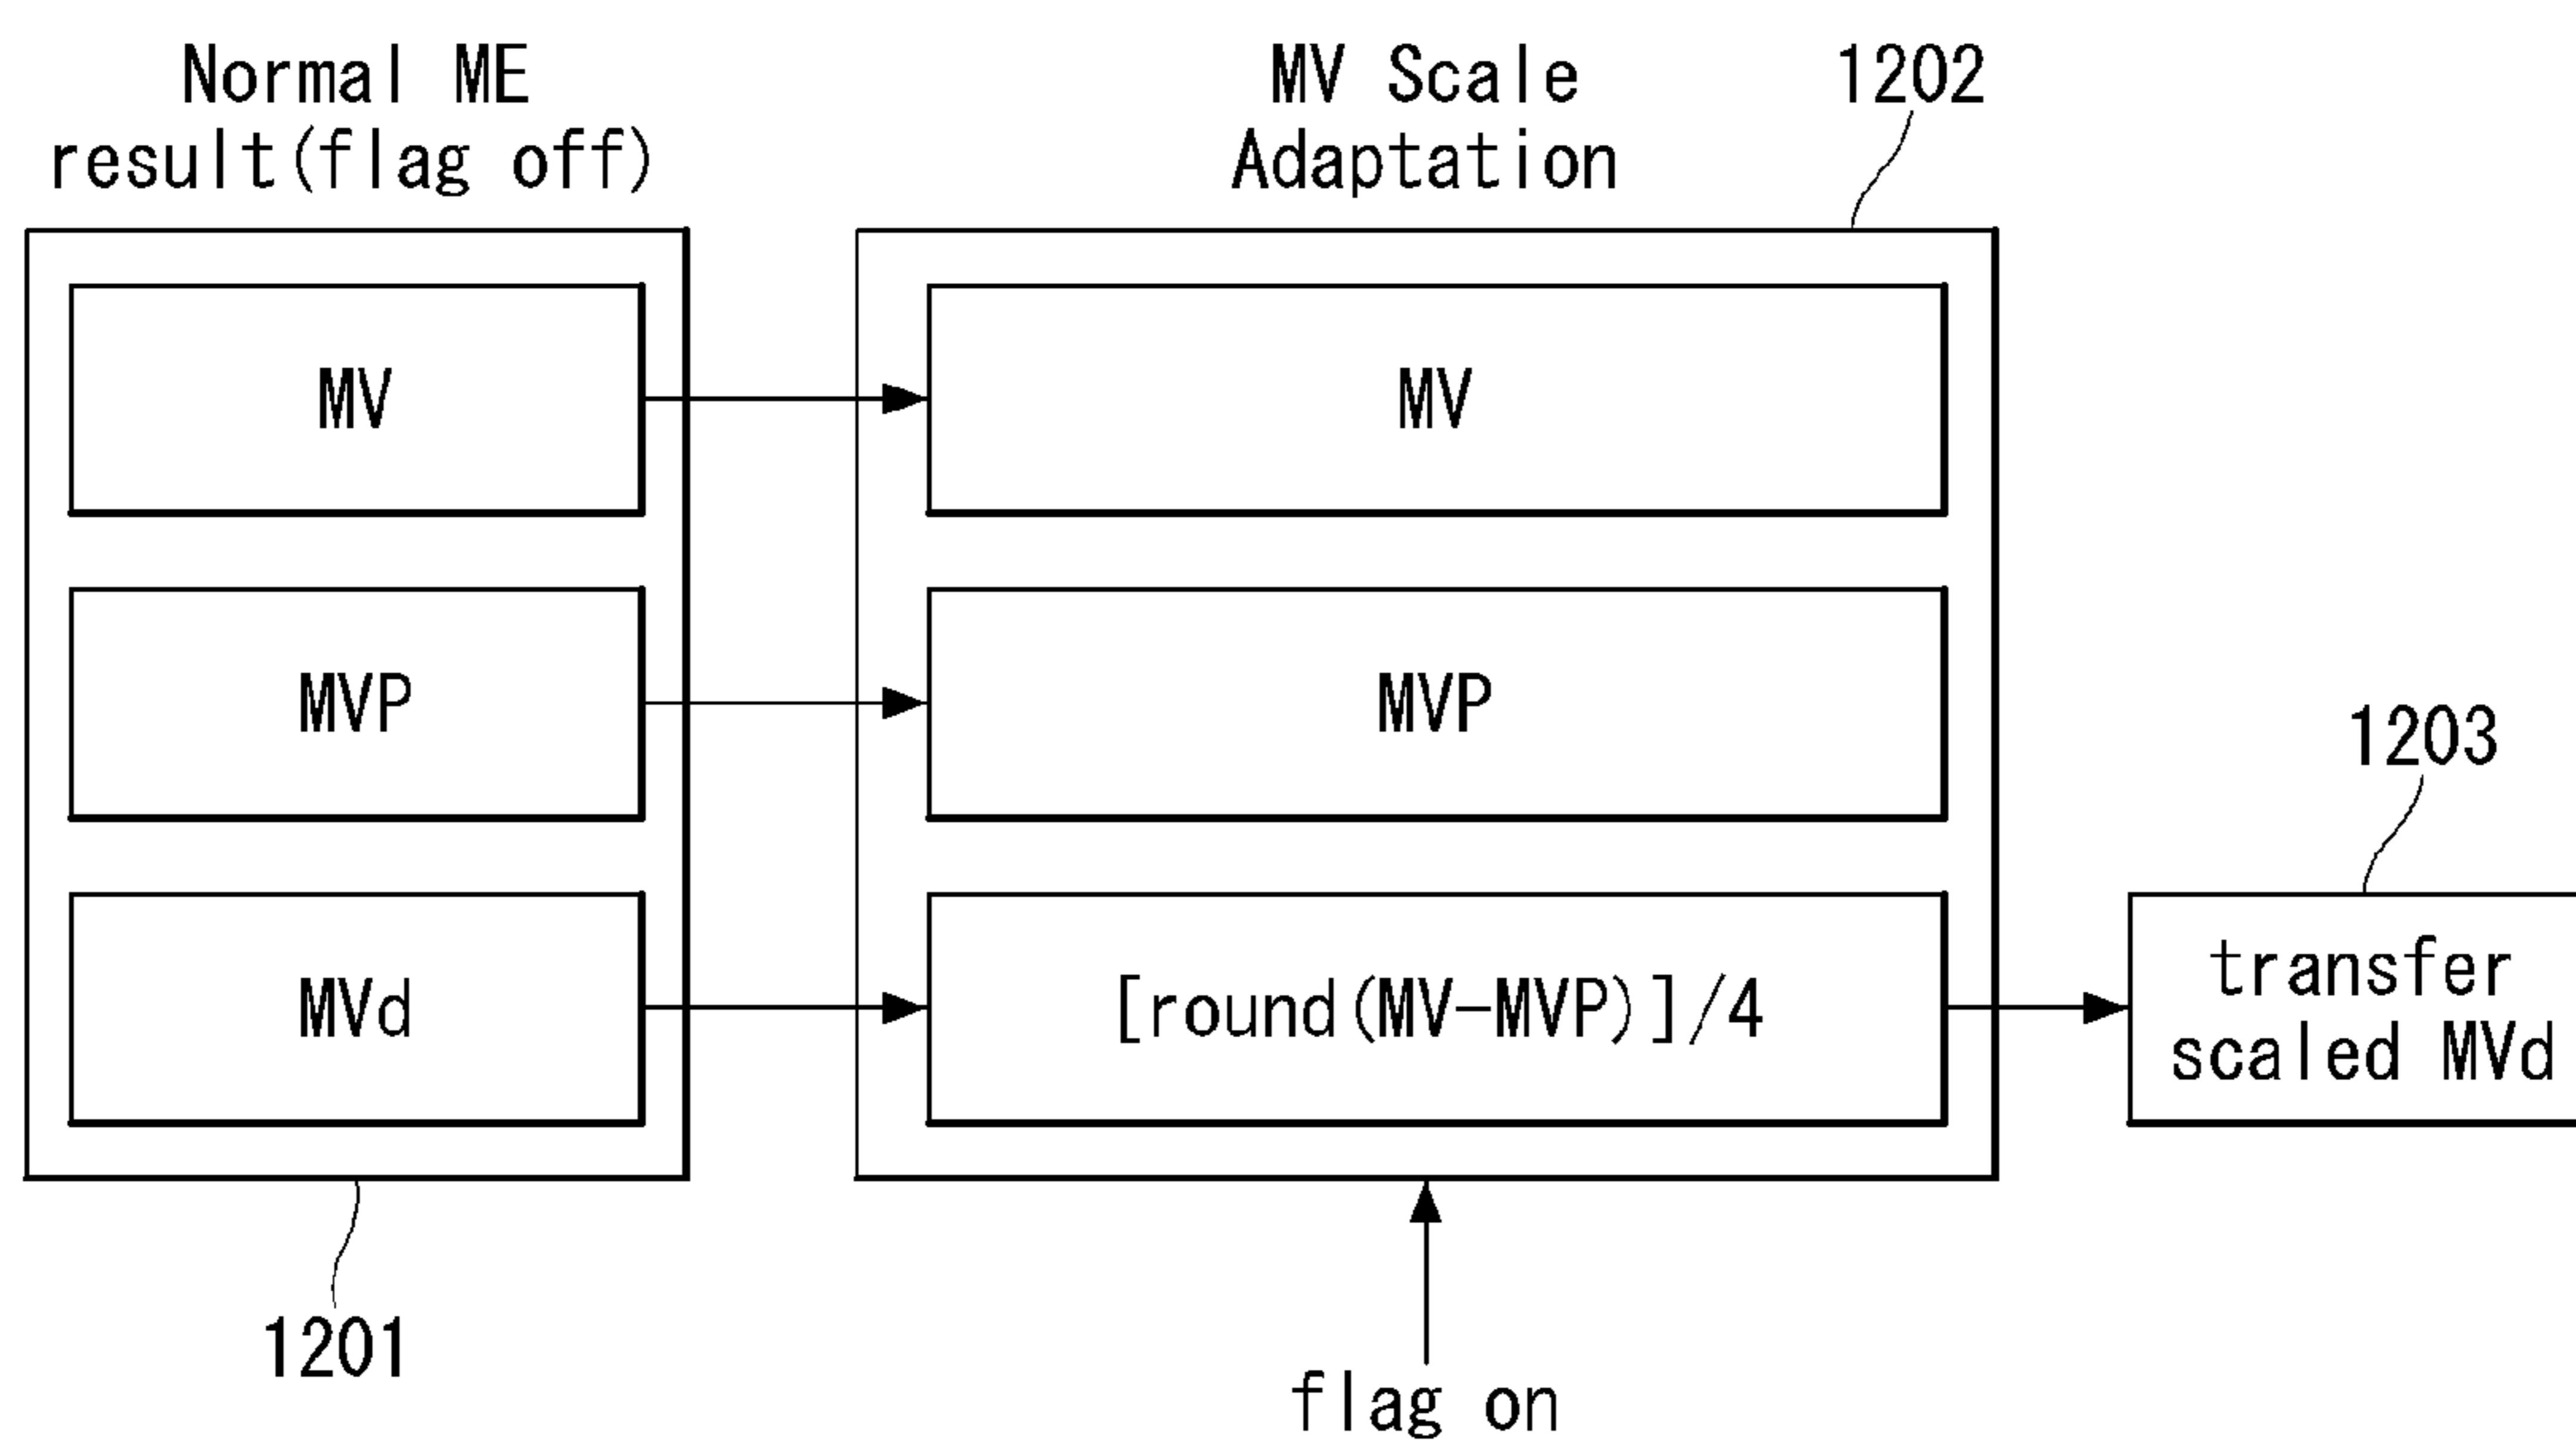 Normal ME
result(flag off)
MV Scale
Adaptation
1202
MV
MV
MVP
MVP
1203
MVd
[round(MV-MVP)]/4
transfer
scaled MVd
1201
flag on